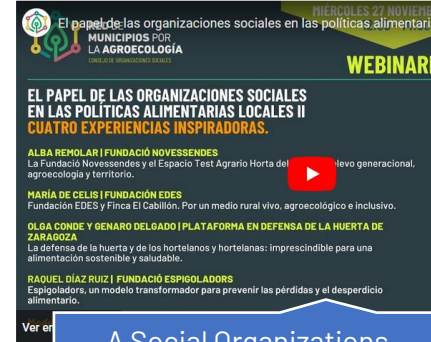 El papel de las organizaciones sociales en las políticas alimentari
MUNICIPIOS POR
LA AGROECOLOGÍA
CONSEJO DE ORGANIZACIONES SOCIALES
MIÉRCOLES 27 NOVIEM
WEBINAR
EL PAPEL DE LAS ORGANIZACIONES SOCIALES
EN LAS POLÍTICAS ALIMENTARIAS LOCALES II
CUATRO EXPERIENCIAS INSPIRADORAS.
ALBA REMOLAR | FUNDACIÓ NOVESSENDES
La Fundació Novessendes y el Espacio Test Agrario Horta de levo generacional,
agroecología y territorio.
MARÍA DE CELIS | FUNDACIÓN EDES
Fundación EDES y Finca El Cabillón. Por un medio rural vivo, agroecológico e inclusivo.
OLGA CONDE Y GENARO DELGADO | PLATAFORMA EN DEFENSA DE LA HUERTA DE
ZARAGOZA
La defensa de la huerta y de los hortelanos y hortelanas: imprescindible para una
alimentación sostenible y saludable.
RAQUEL DÍAZ RUIZ | FUNDACIÓ ESPIGOLADORS
Espigoladors, un modelo transformador para prevenir las pérdidas y el desperdicio
alimentario.
Ver en
A Social Organizations